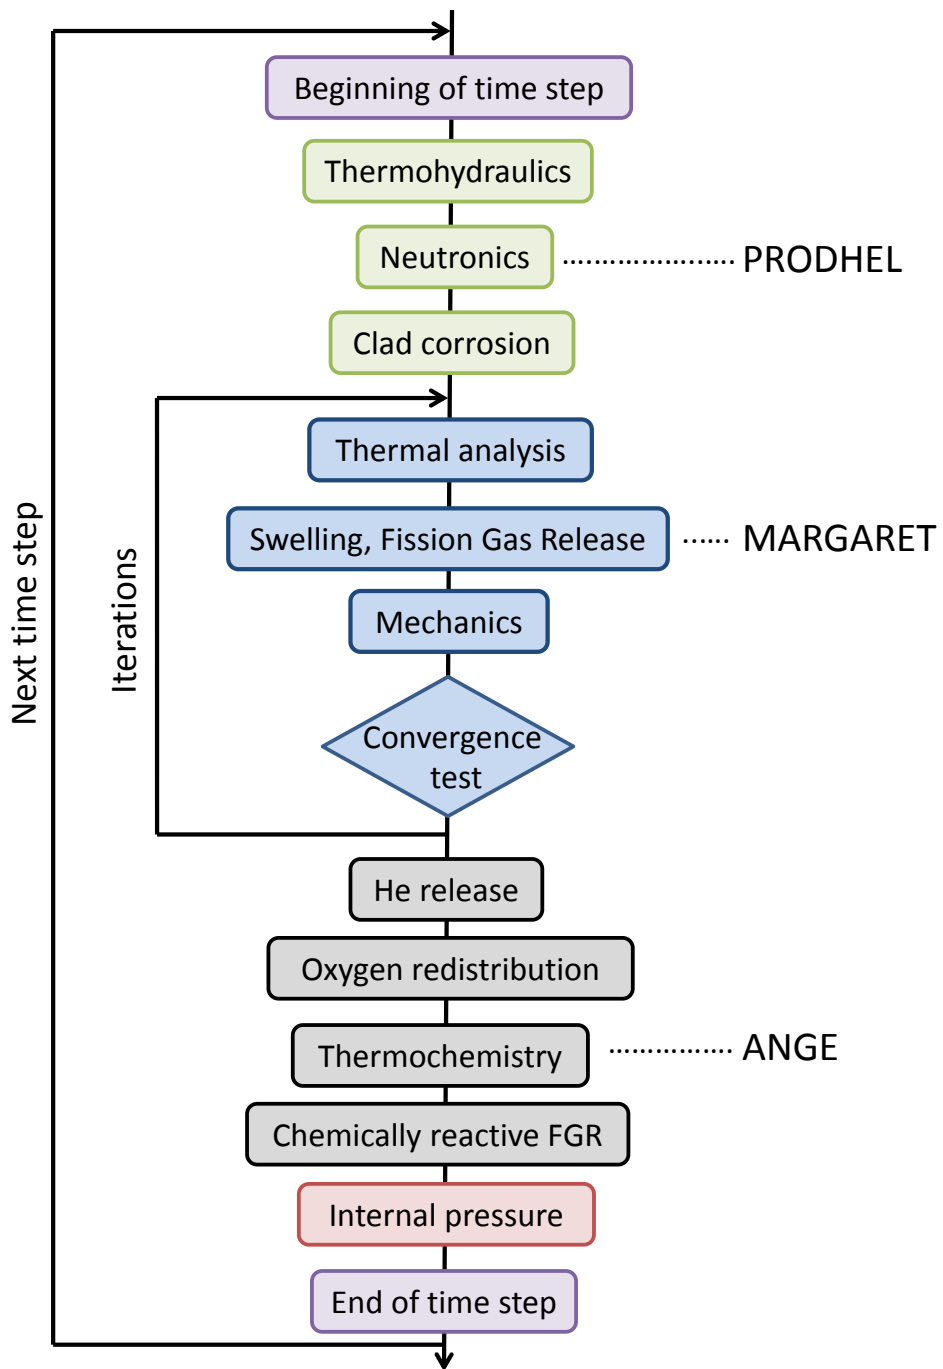 Beginning of time step
Thermohydraulics
Neutronics ..................... PRODHEL
Clad corrosion
Thermal analysis
Swelling, Fission Gas Release ...... MARGARET
Mechanics
Convergence
test
He release
Oxygen redistribution
Thermochemistry ................ ANGE
Chemically reactive FGR
Internal pressure
End of time step
Iterations
Next time step